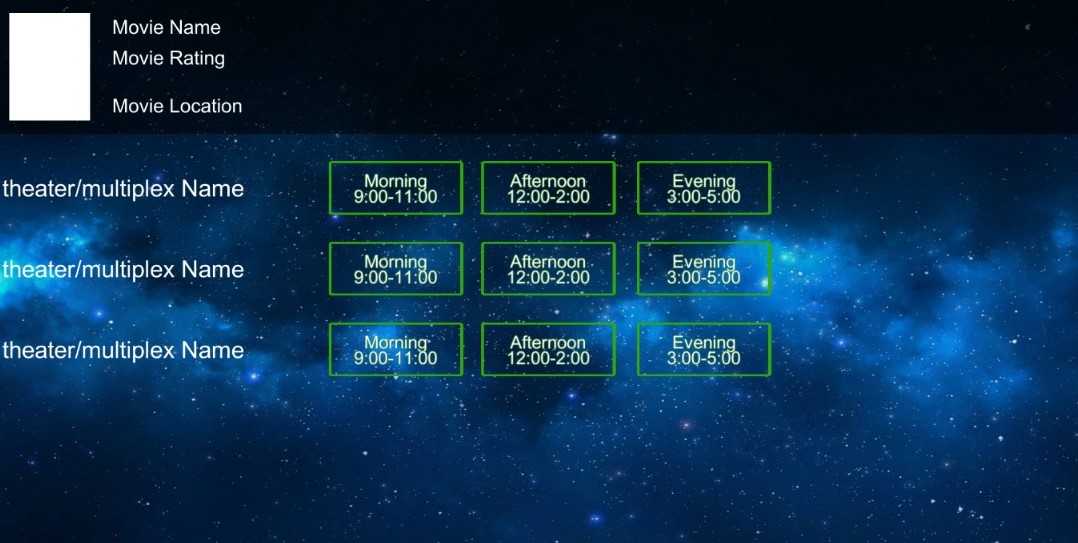 Movie Name
Movie Rating
Movie Location
theater/multiplex Name
Morning
9:00-11:00
Afternoon
12:00-2:00
Evening
3:00-5:00
theater/multiplex Name
Morning
9:00-11:00
Afternoon
12:00-2:00
Evening
3:00-5:00
theater/multiplex Name
Morning
9:00-11:00
Afternoon
12:00-2:00
Evening
3:00-5:00